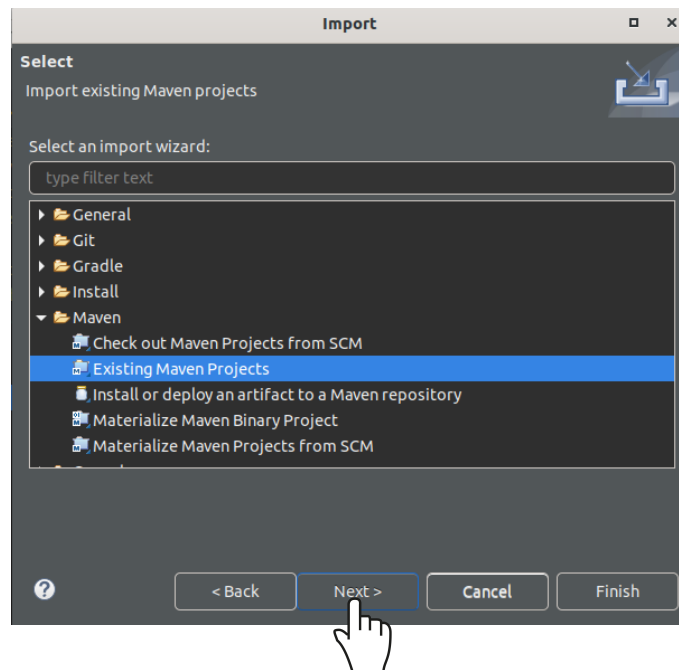 Import
Select
Import existing Maven projects
Select an import wizard:
type filter text
General
Git
Gradle
Install
Maven
Check out Maven Projects from SCM
Existing Maven Projects
Install or deploy an artifact to a Maven repository
Materialize Maven Binary Project
Materialize Maven Projects from SCM
< Back Next > Cancel Finish